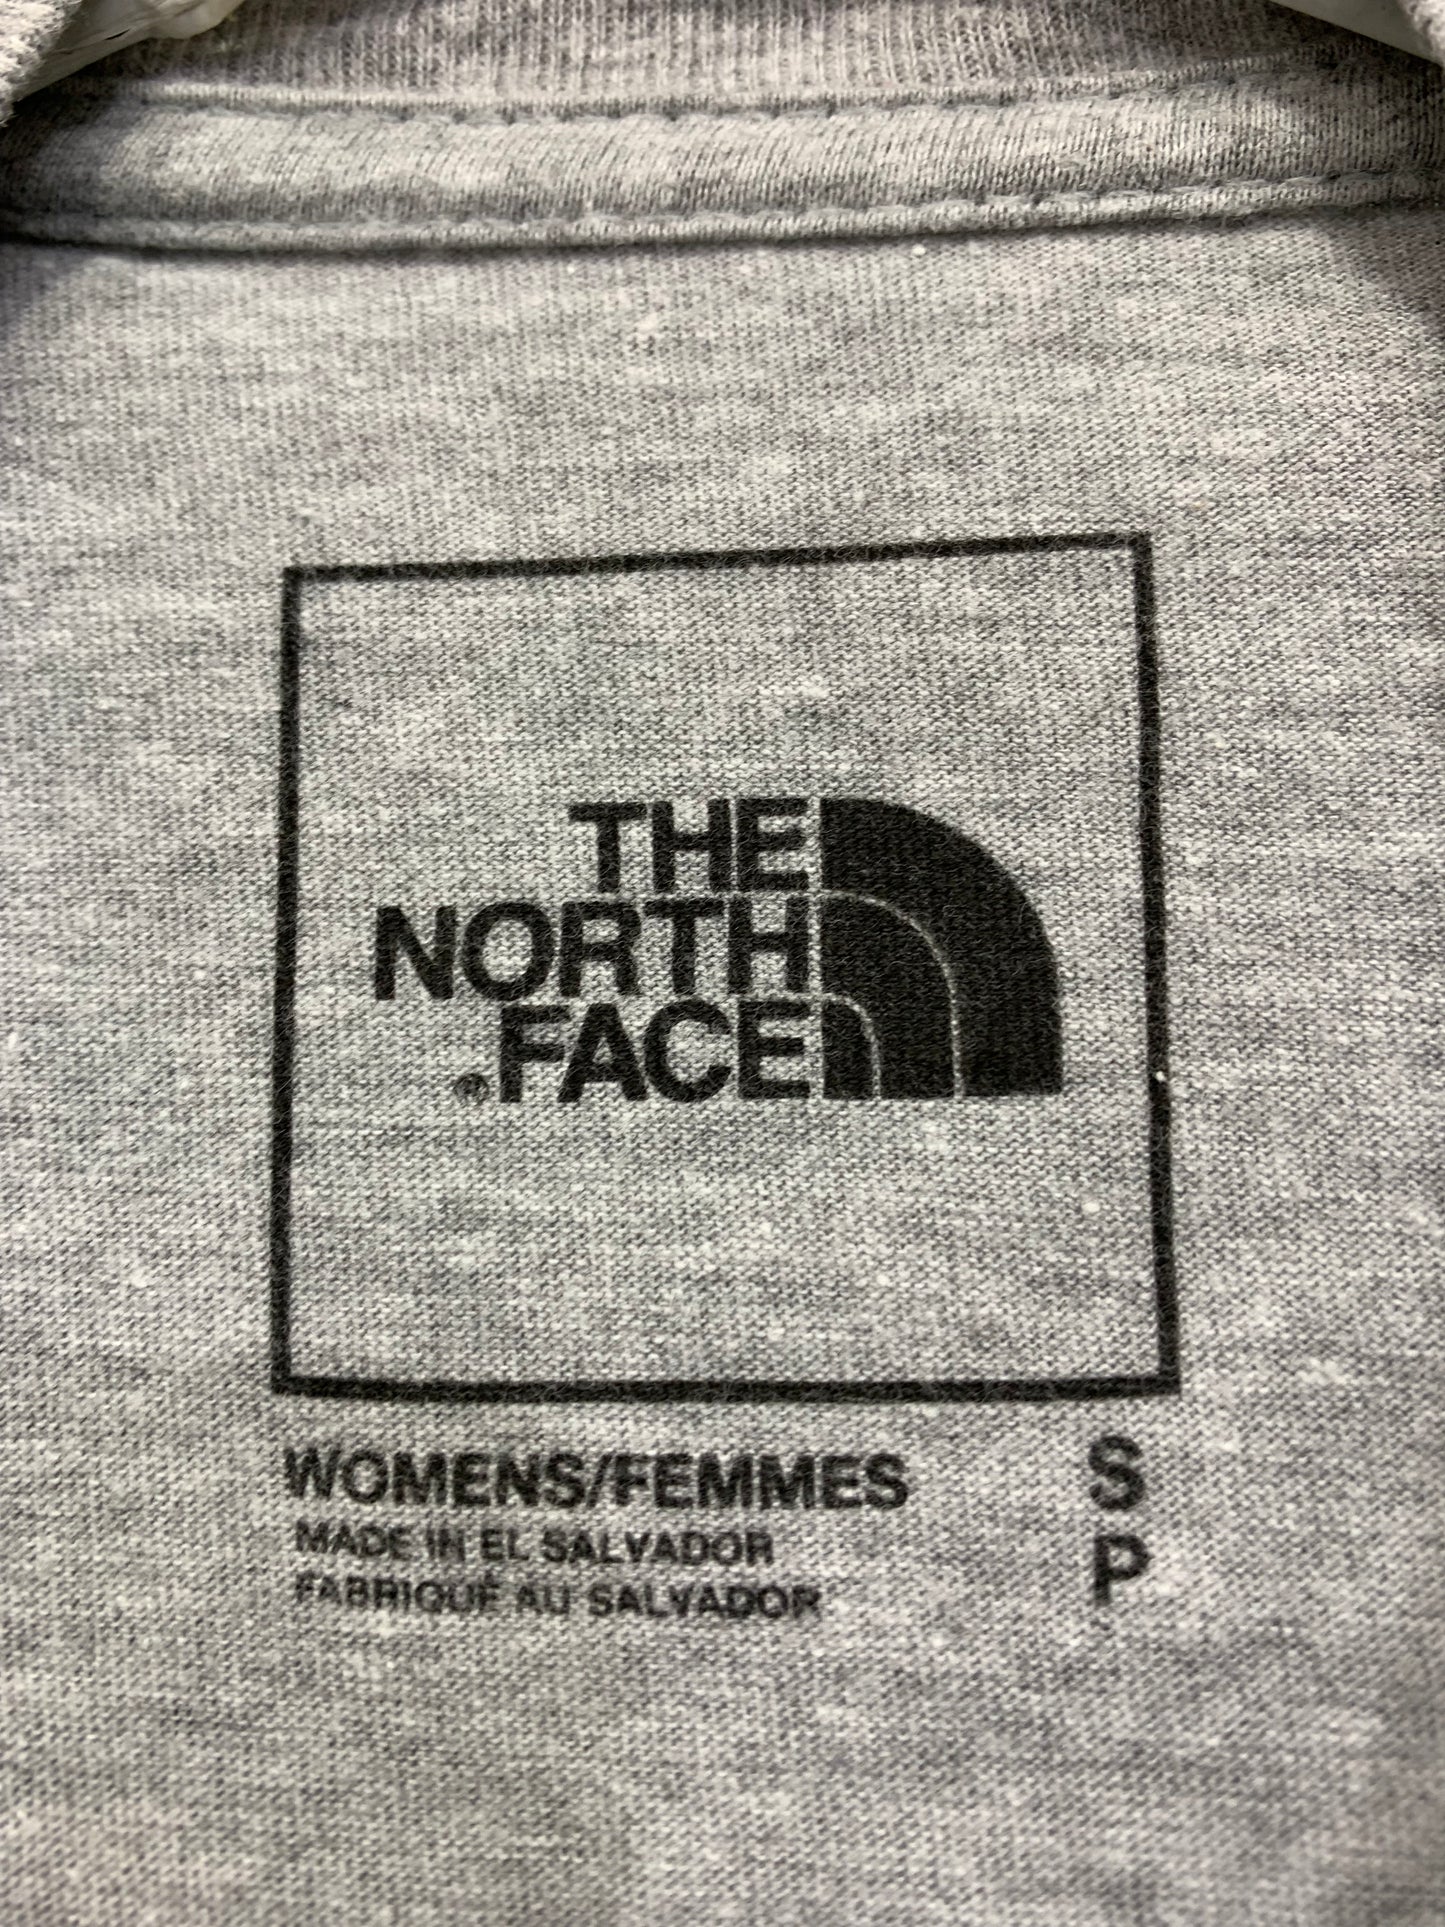 THE
NORTH
®FACE
WOMENS/FEMMES S
MADE IN EL SALVADOR P
FABRIQUÉ AU SALVADOR